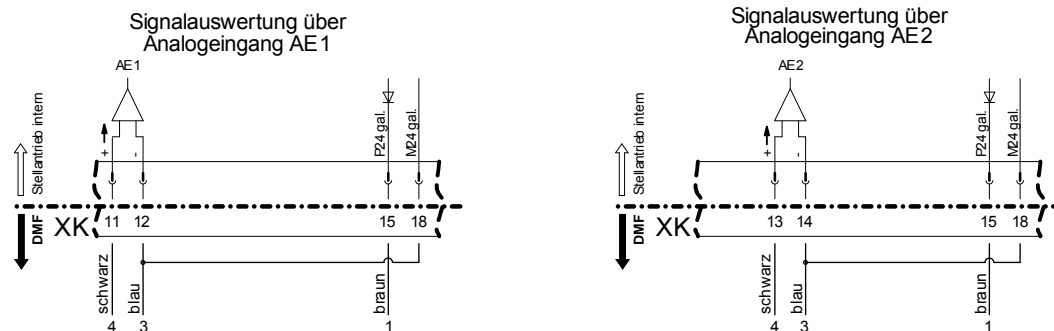 Signalauswertung über
Analogeingang AE1
AE1
Stellantrieb intern
+
-
P24 gal.
M24 gal.
DMF
XK
11
12
15
18
schwarz
blau
braun
4
3
1
Signalauswertung über
Analogeingang AE2
AE2
Stellantrieb intern
+
-
P24 gal.
M24 gal.
DMF
XK
13
14
15
18
schwarz
blau
braun
4
3
1